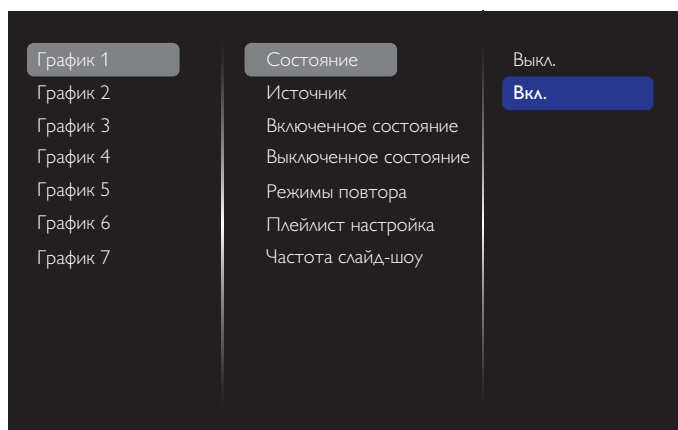 График 1
График 2
График 3
График 4
График 5
График 6
График 7
Состояние
Источник
Включенное состояние
Выключенное состояние
Режимы повтора
Плейлист настройка
Частота слайд-шоу
Выкл.
Вкл.